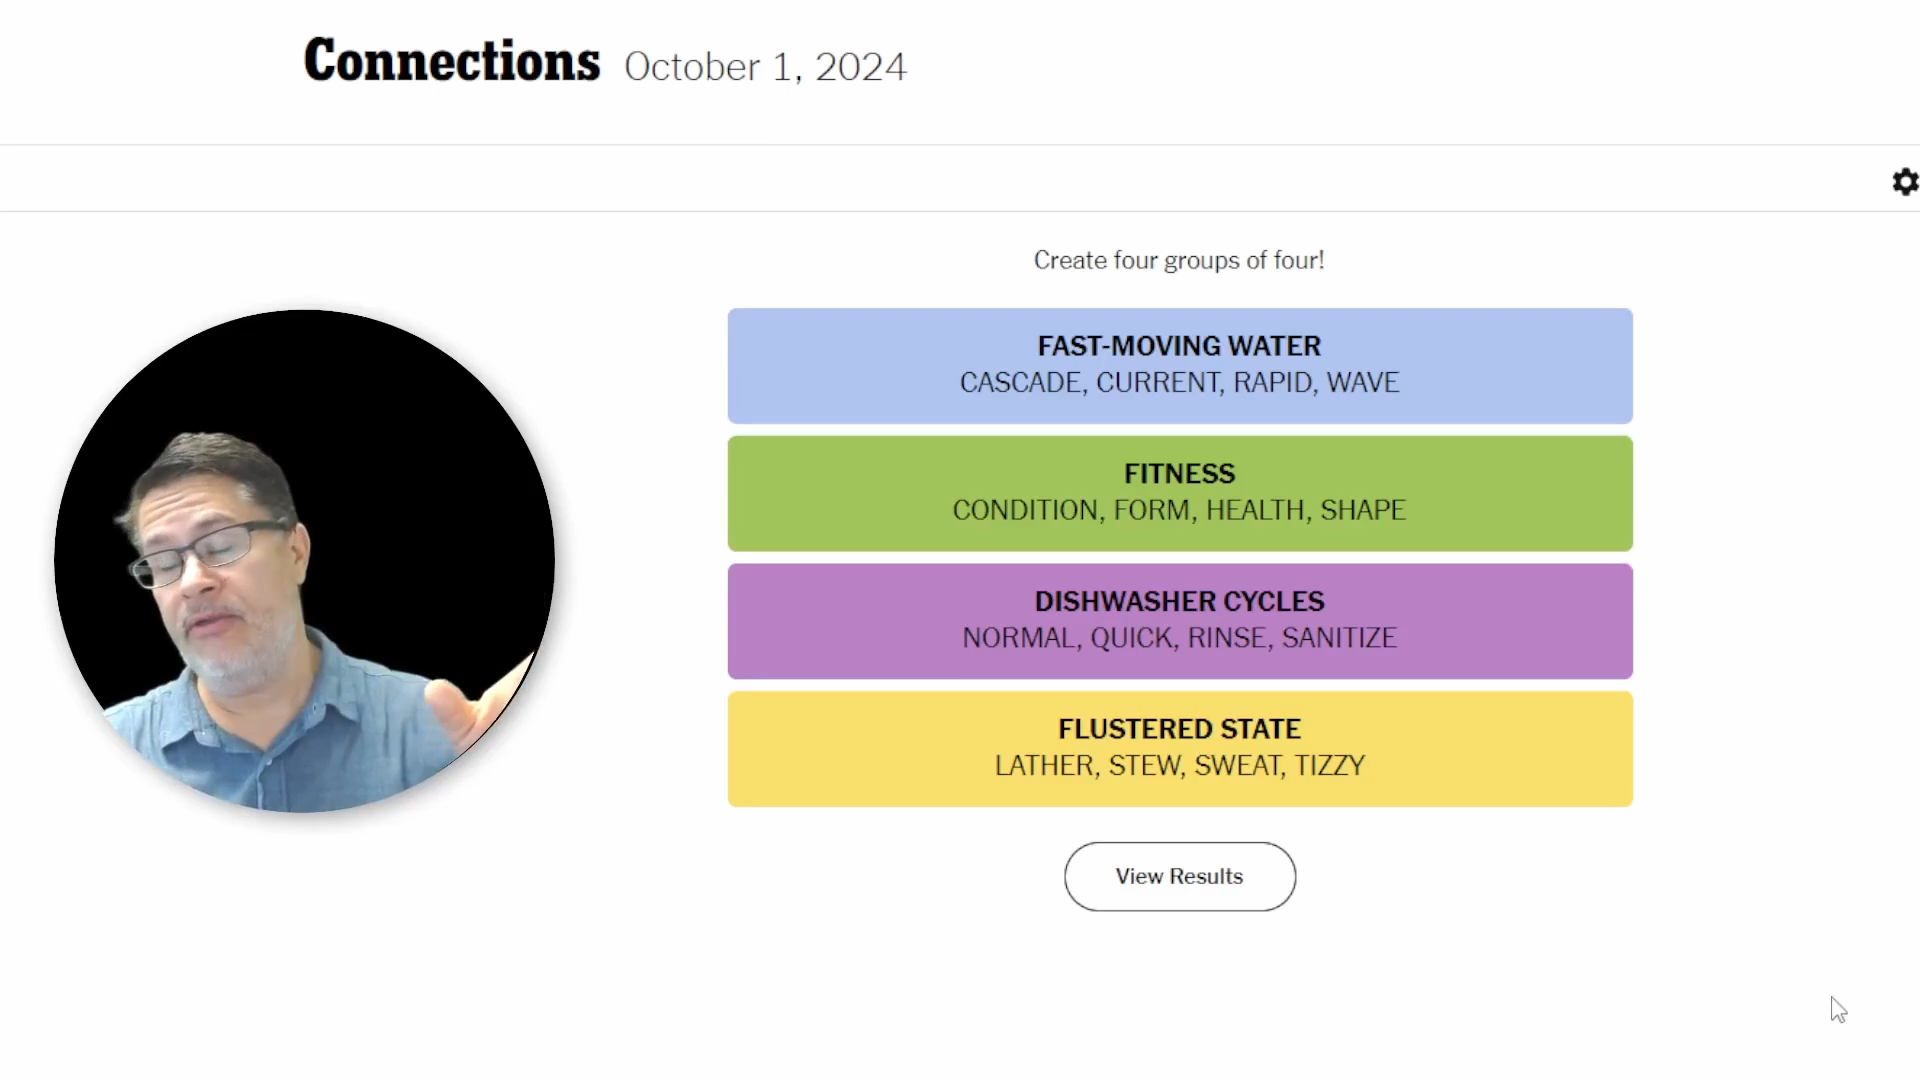 Connections October 1, 2024
Create four groups of four!
FAST-MOVING WATER
CASCADE, CURRENT, RAPID, WAVE
FITNESS
CONDITION, FORM, HEALTH, SHAPE
DISHWASHER CYCLES
NORMAL, QUICK, RINSE, SANITIZE
FLUSTERED STATE
LATHER, STEW, SWEAT, TIZZY
View Results